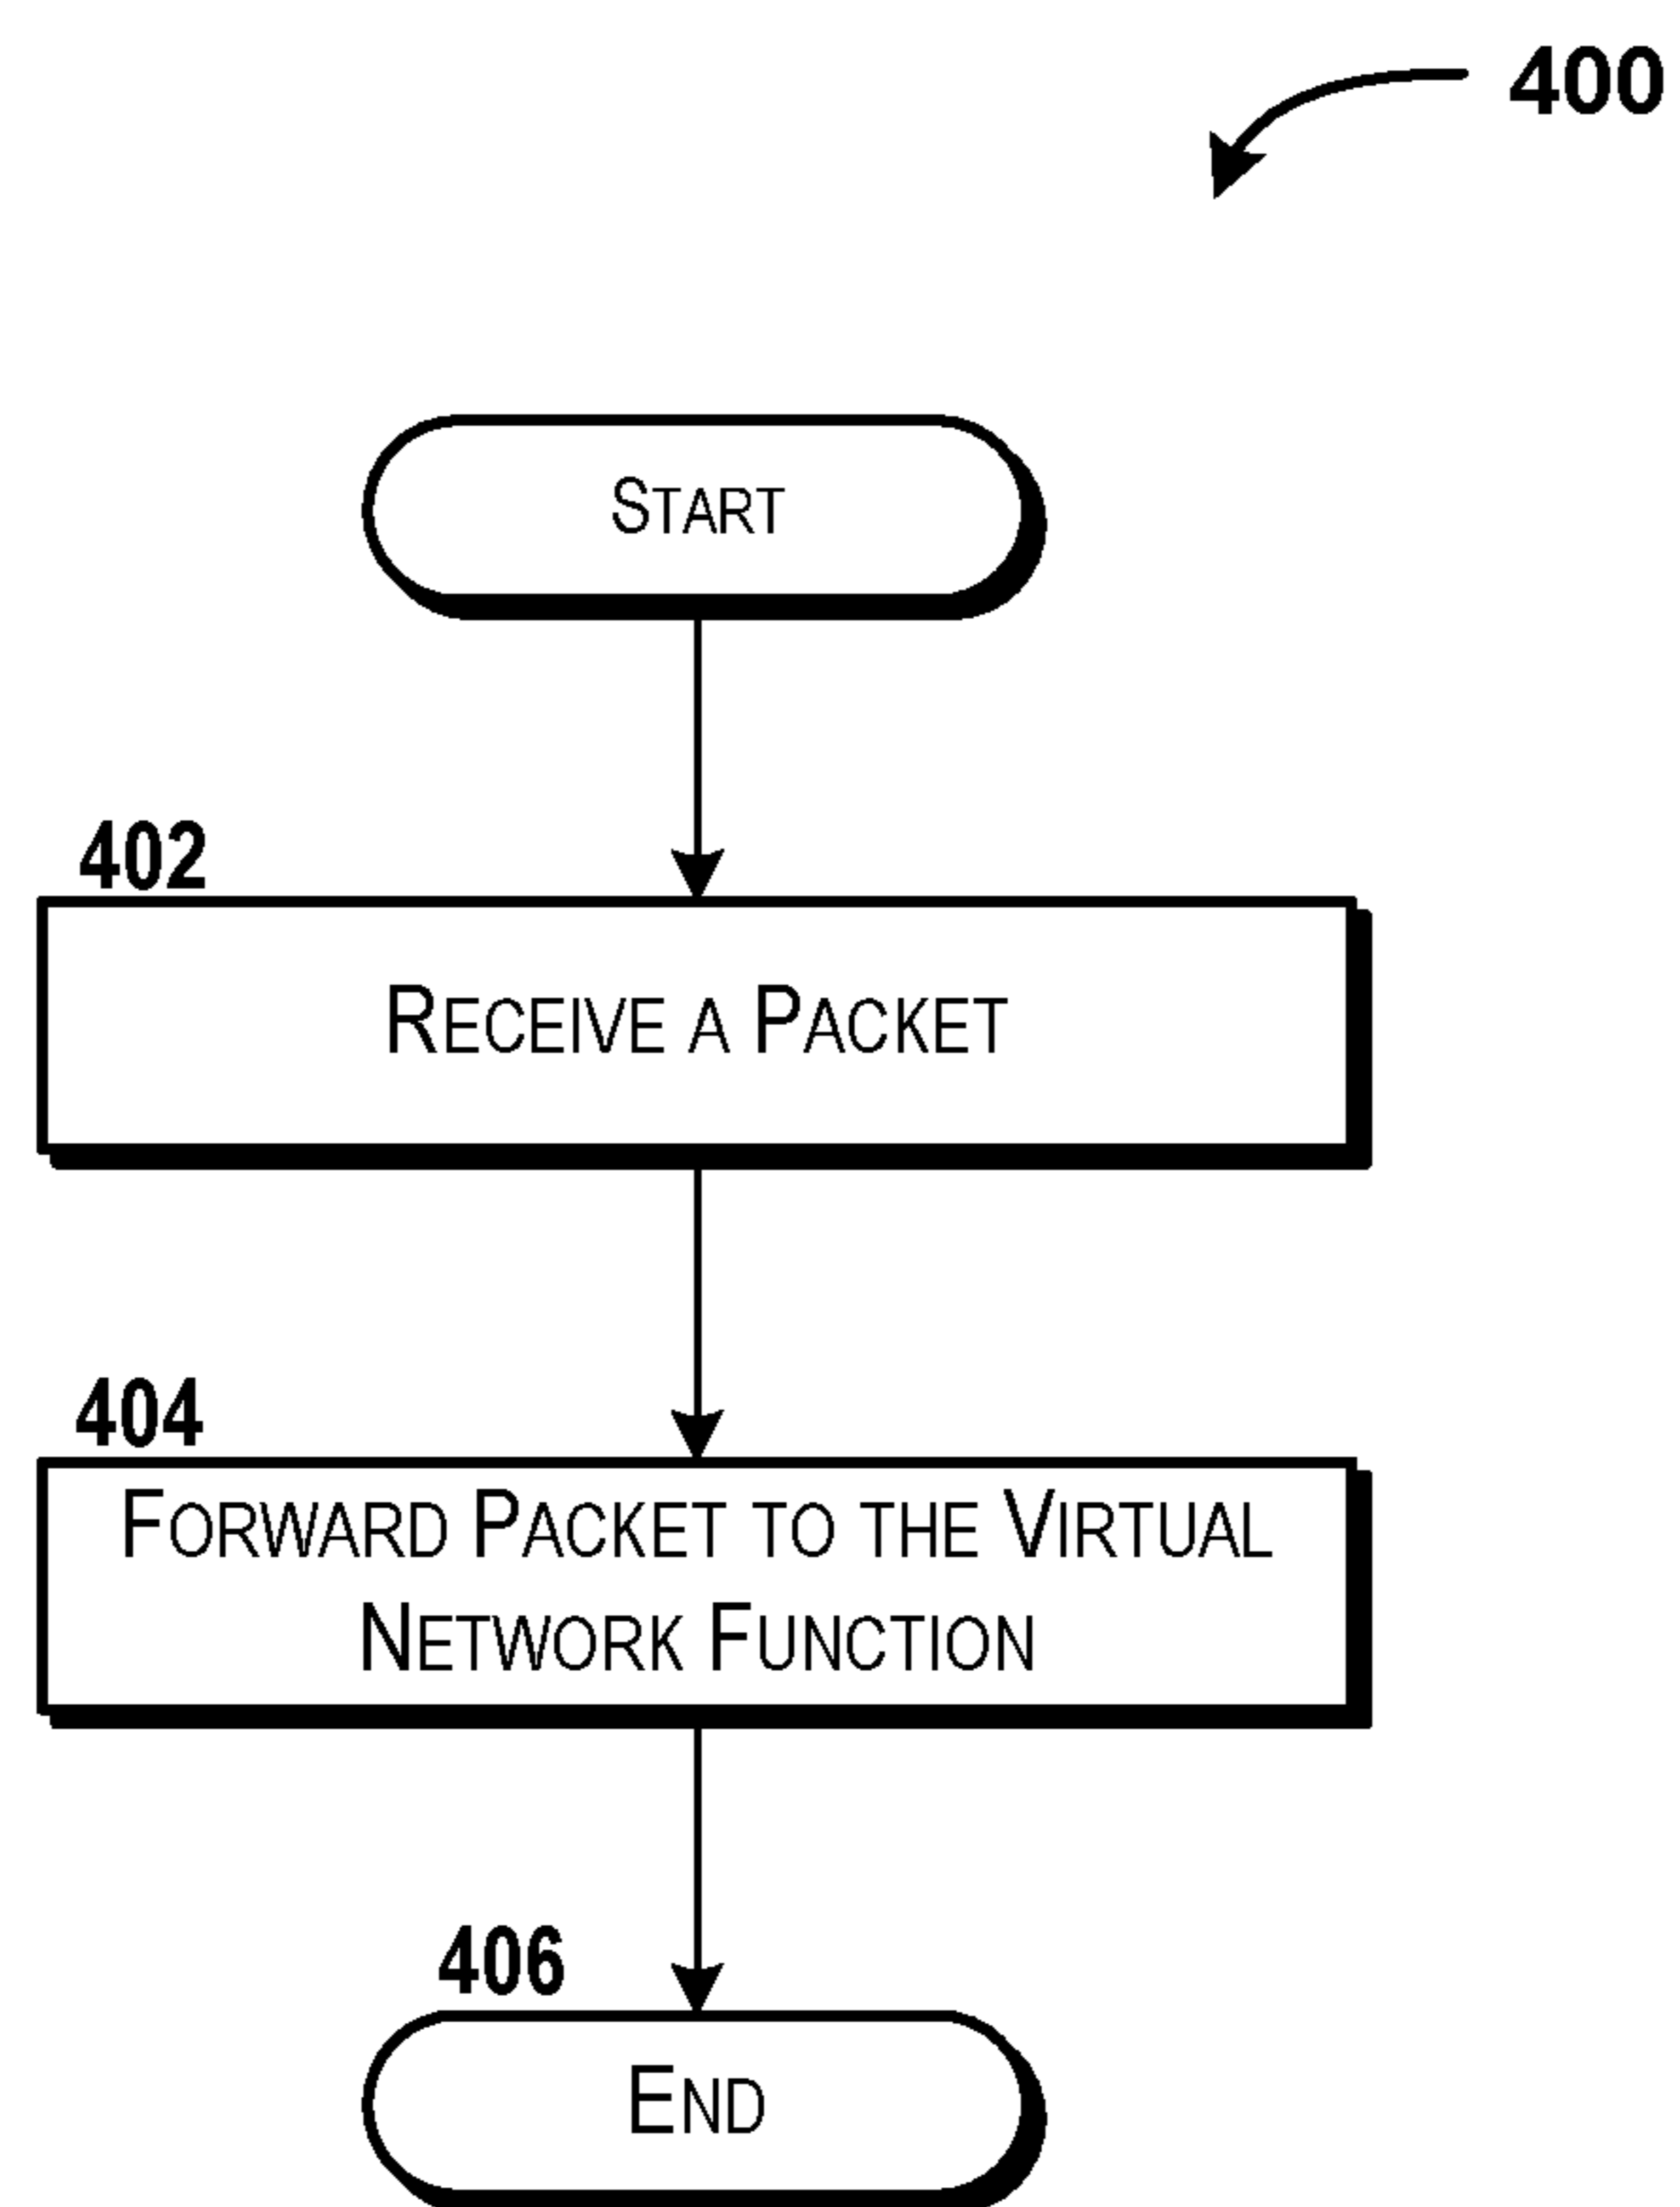 400
START
402
RECEIVE A PACKET
404
FORWARD PACKET TO THE VIRTUAL
NETWORK FUNCTION
406
END